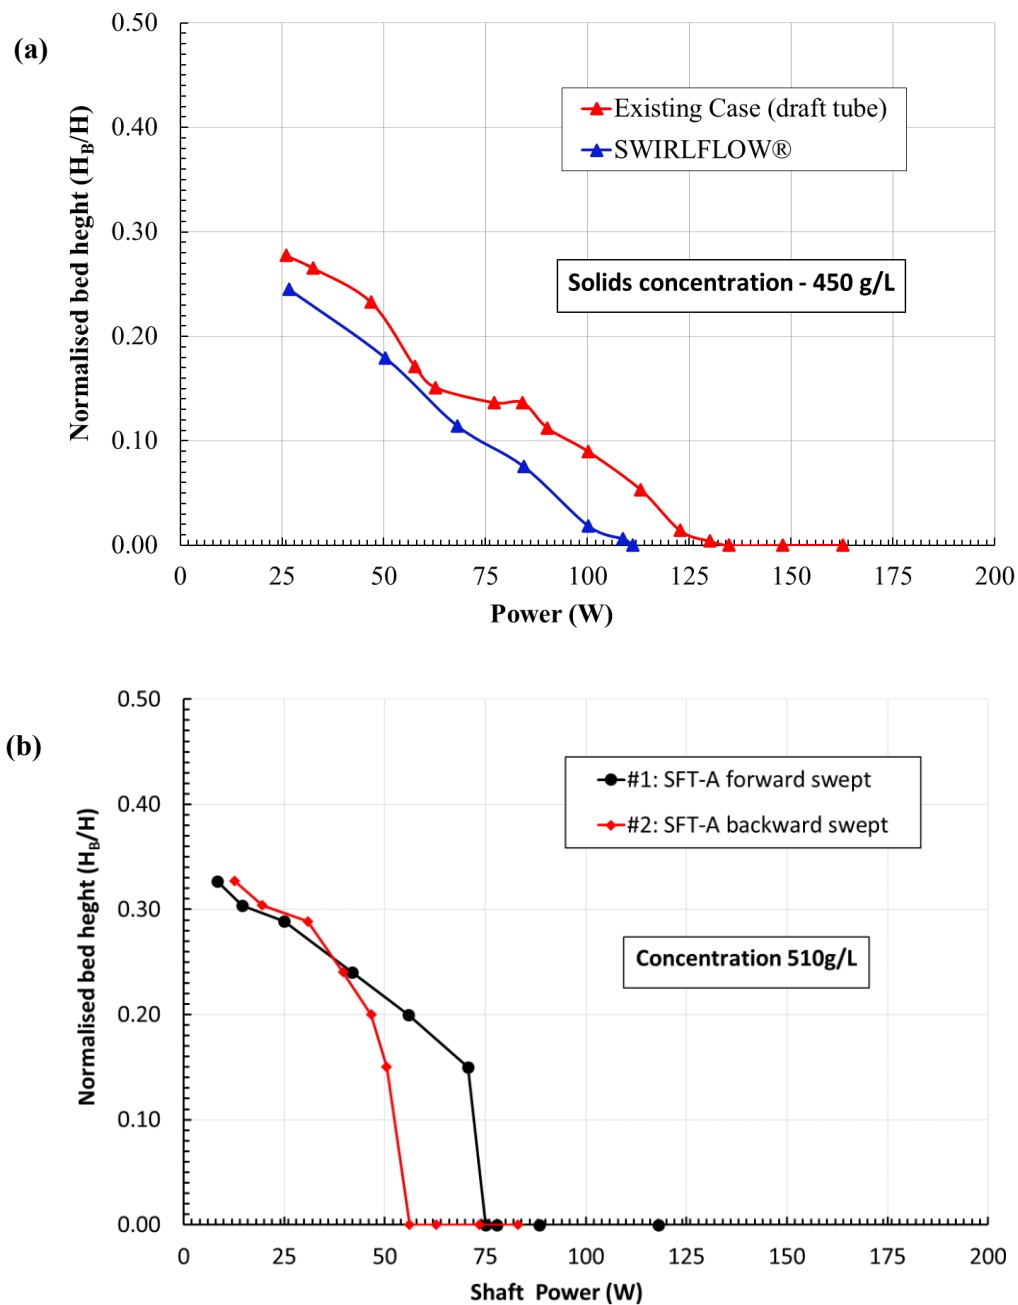 (a)
0.50
0.40
0.30
0.20
0.10
0.00
Normalised bed heght (HB/H)
Existing Case (draft tube)
SWIRLFLOW®
Solids concentration - 450 g/L
0 25 50 75 100 125 150 175 200
Power (W)
(b)
0.50
0.40
0.30
0.20
0.10
0.00
Normalised bed heght (HB/H)
#1: SFT-A forward swept
#2: SFT-A backward swept
Concentration 510g/L
0 25 50 75 100 125 150 175 200
Shaft Power (W)